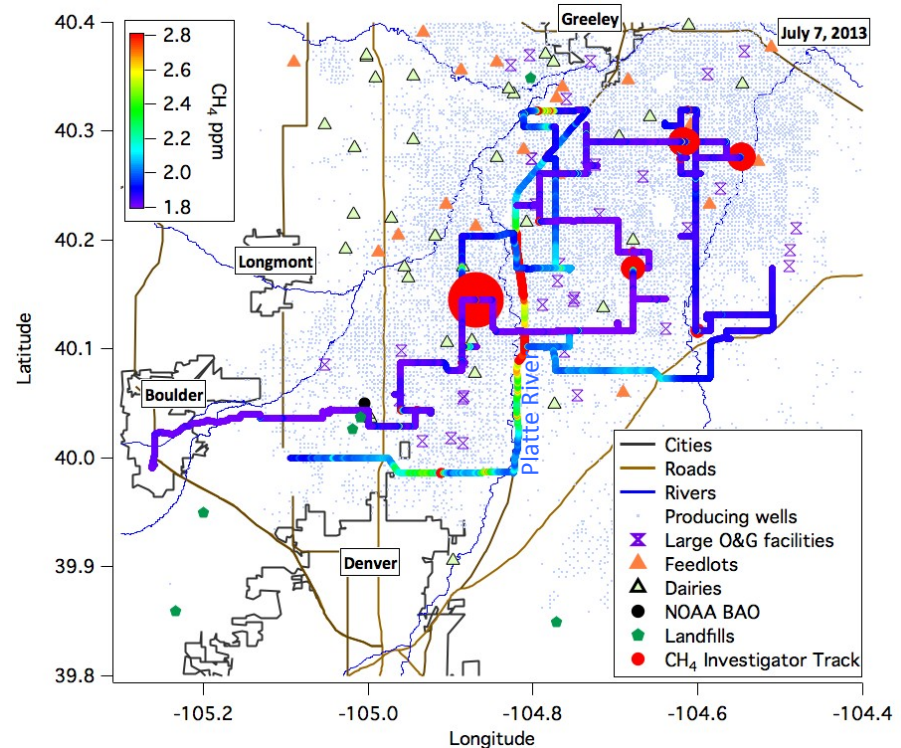 40.4
40.3
40.2
40.1
40.0
39.9
39.8
Latitude
-105.2
-105.0
-104.8
-104.6
-104.4
Longitude
2.8
2.6
2.4
2.2
2.0
1.8
CH4 ppm
Greeley
July 7, 2013
Longmont
Boulder
Denver
Platte River
Cities
Roads
Rivers
Producing wells
Large O&G facilities
Feedlots
Dairies
NOAA BAO
Landfills
CH4 Investigator Track